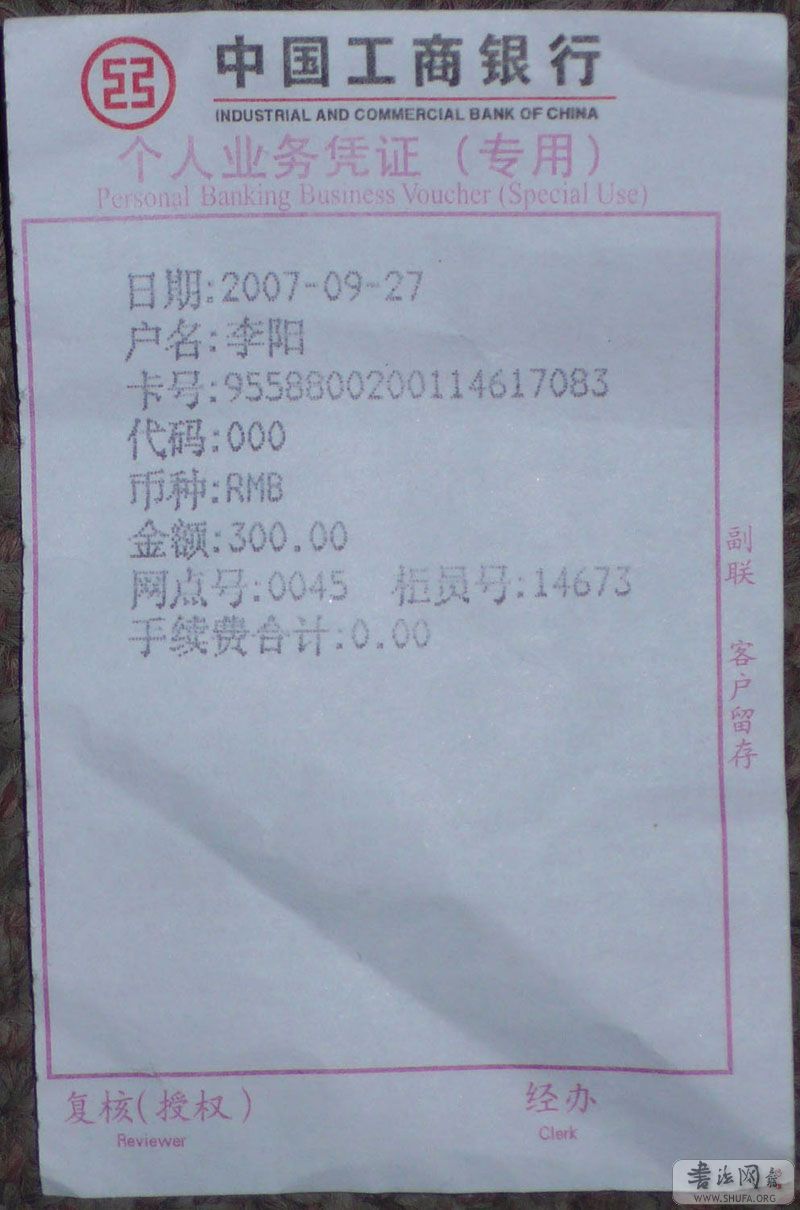 中国工商银行
INDUSTRIAL AND COMMERCIAL BANK OF CHINA
个人业务凭证（专用）
Personal Banking Business Voucher (Special Use)
日期:2007-09-27
户名:李阳
卡号:9558800200114617083
代码:000
币种:RMB
金额:300.00
网点号:0045 柜员号:14673
手续费合计:0.00
副联 客户留存
复核(授权) 经办
Reviewer Clerk
书法网
WWW.SHUFA.ORG